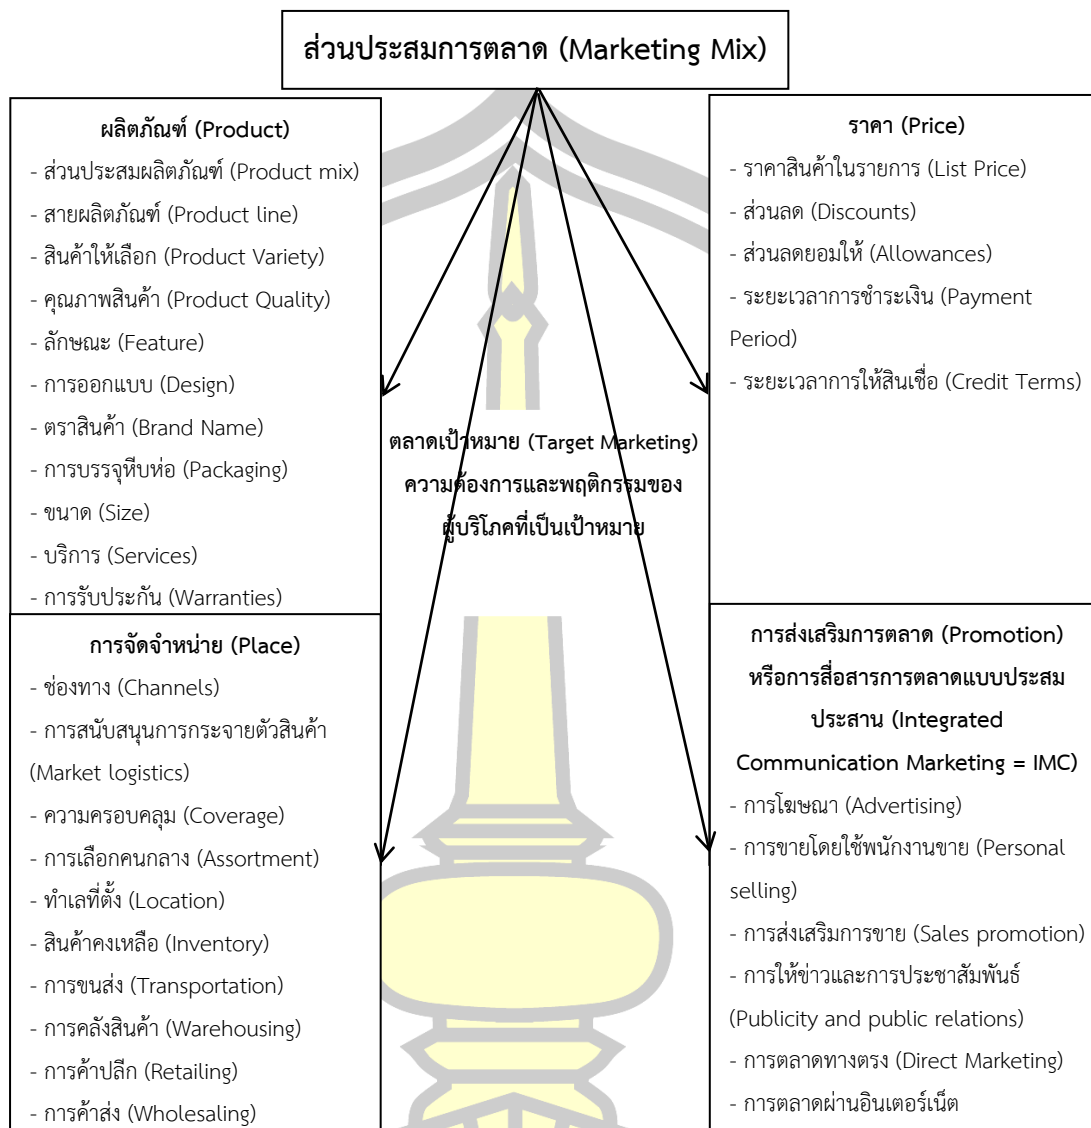 ส่วนประสมการตลาด (Marketing Mix)
ผลิตภัณฑ์ (Product)
- ส่วนประสมผลิตภัณฑ์ (Product mix)
- สายผลิตภัณฑ์ (Product line)
- สินค้าให้เลือก (Product Variety)
- คุณภาพสินค้า (Product Quality)
- ลักษณะ (Feature)
- การออกแบบ (Design)
- ตราสินค้า (Brand Name)
- การบรรจุหีบห่อ (Packaging)
- ขนาด (Size)
- บริการ (Services)
- การรับประกัน (Warranties)
ราคา (Price)
- ราคาสินค้าในรายการ (List Price)
- ส่วนลด (Discounts)
- ส่วนลดยอมให้ (Allowances)
- ระยะเวลาการชำระเงิน (Payment
Period)
- ระยะเวลาการให้สินเชื่อ (Credit Terms)
ตลาดเป้าหมาย (Target Marketing)
ความต้องการและพฤติกรรมของ
ผู้บริโภคที่เป็นเป้าหมาย
การจัดจำหน่าย (Place)
- ช่องทาง (Channels)
- การสนับสนุนการกระจายตัวสินค้า
(Market logistics)
- ความครอบคลุม (Coverage)
- การเลือกคนกลาง (Assortment)
- ทำเลที่ตั้ง (Location)
- สินค้าคงเหลือ (Inventory)
- การขนส่ง (Transportation)
- การคลังสินค้า (Warehousing)
- การค้าปลีก (Retailing)
- การค้าส่ง (Wholesaling)
การส่งเสริมการตลาด (Promotion)
หรือการสื่อสารการตลาดแบบประสม
ประสาน (Integrated
Communication Marketing = IMC)
- การโฆษณา (Advertising)
- การขายโดยใช้พนักงานขาย (Personal
selling)
- การส่งเสริมการขาย (Sales promotion)
- การให้ข่าวและการประชาสัมพันธ์
(Publicity and public relations)
- การตลาดทางตรง (Direct Marketing)
- การตลาดผ่านอินเตอร์เน็ต